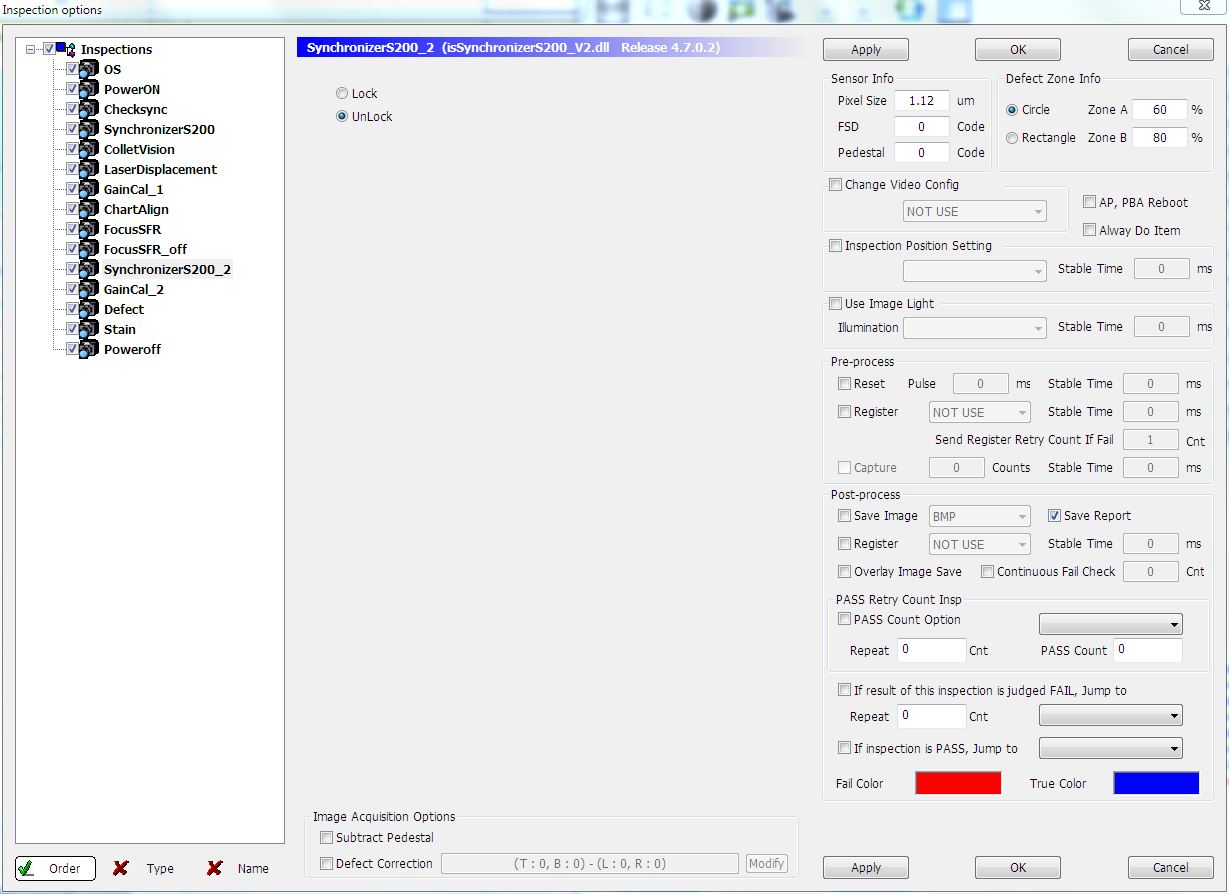 Inspection options
Inspections
OS
PowerON
Checksync
SynchronizerS200
ColletVision
LaserDisplacement
GainCal_1
ChartAlign
FocusSFR
FocusSFR_off
SynchronizerS200_2
GainCal_2
Defect
Stain
Poweroff
Order Type Name
SynchronizerS200_2 (isSynchronizerS200_V2.dll Release 4.7.0.2)
Lock
UnLock
Image Acquisition Options
Subtract Pedestal
Defect Correction (T : 0, B : 0) - (L : 0, R : 0) Modify
Apply OK Cancel
Sensor Info
Pixel Size 1.12 um
FSD 0 Code
Pedestal 0 Code
Defect Zone Info
Circle Zone A 60 %
Rectangle Zone B 80 %
Change Video Config
NOT USE
AP, PBA Reboot
Alway Do Item
Inspection Position Setting
Stable Time 0 ms
Use Image Light
Illumination Stable Time 0 ms
Pre-process
Reset Pulse 0 ms Stable Time 0 ms
Register NOT USE Stable Time 0 ms
Send Register Retry Count If Fail 1 Cnt
Capture 0 Counts Stable Time 0 ms
Post-process
Save Image BMP Save Report
Register NOT USE Stable Time 0 ms
Overlay Image Save Continuous Fail Check 0 Cnt
PASS Retry Count Insp
PASS Count Option
Repeat 0 Cnt PASS Count 0
If result of this inspection is judged FAIL, Jump to
Repeat 0 Cnt
If inspection is PASS, Jump to
Fail Color True Color
Apply OK Cancel